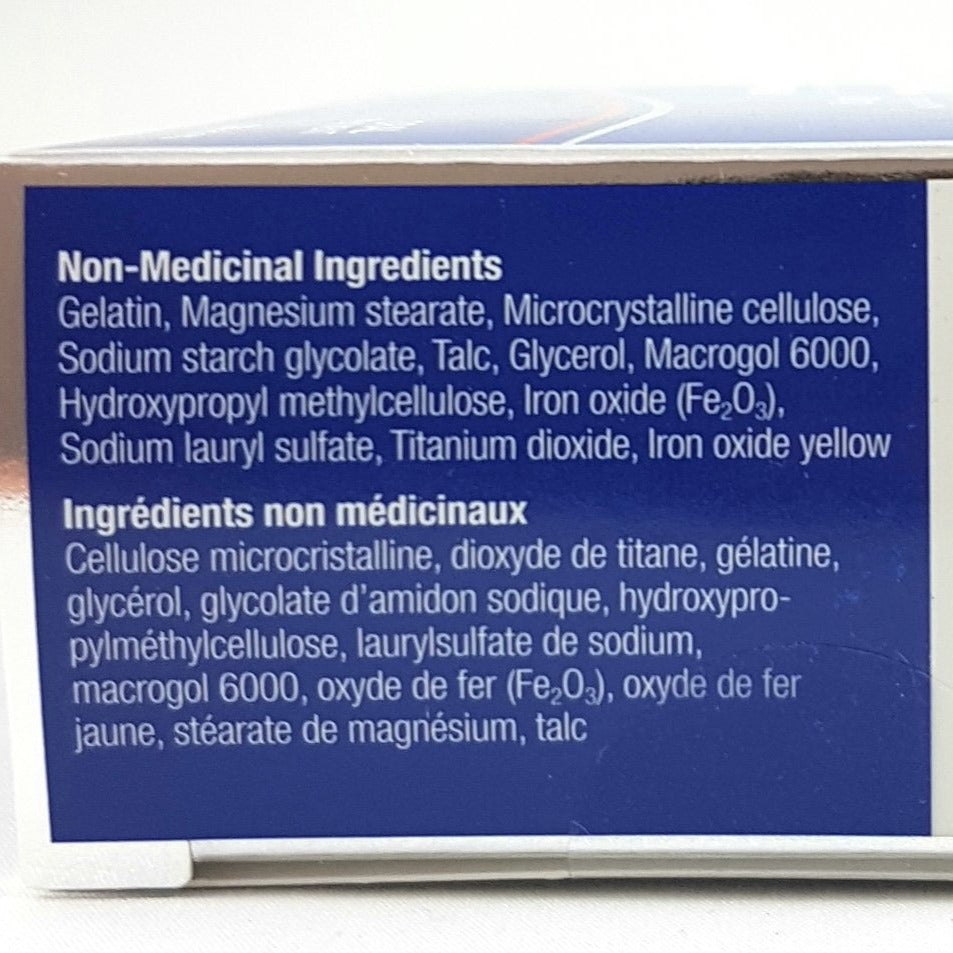 Non-Medicinal Ingredients
Gelatin, Magnesium stearate, Microcrystalline cellulose,
Sodium starch glycolate, Talc, Glycerol, Macrogol 6000,
Hydroxypropyl methylcellulose, Iron oxide (Fe₂O₃),
Sodium lauryl sulfate, Titanium dioxide, Iron oxide yellow
Ingrédients non médicinaux
Cellulose microcristalline, dioxyde de titane, gélatine,
glycérol, glycolate d'amidon sodique, hydroxypro-
pylméthylcellulose, laurylsulfate de sodium,
macrogol 6000, oxyde de fer (Fe₂O₃), oxyde de fer
jaune, stéarate de magnésium, talc